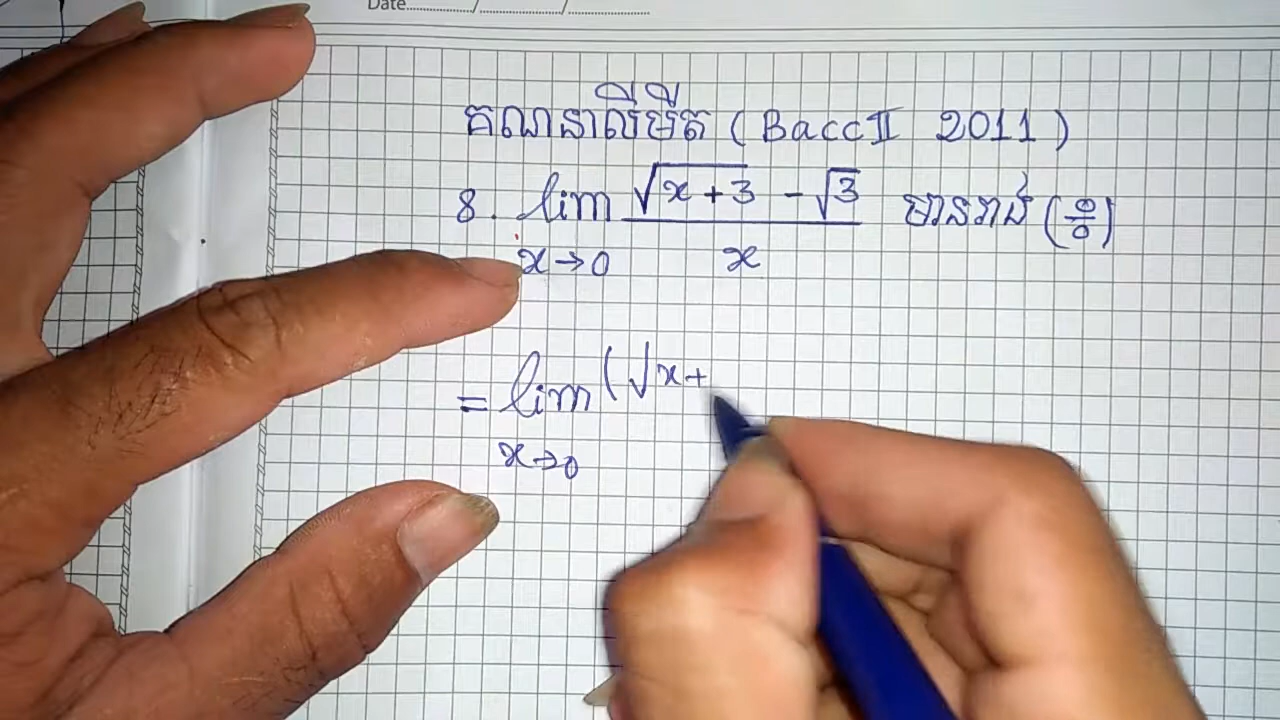 Date
គណនាលីមីត (BaccII 2011)
8. lim √(x+3) - √3 / x មានរាង (0/0)
x→0
= lim (√x+
x→0